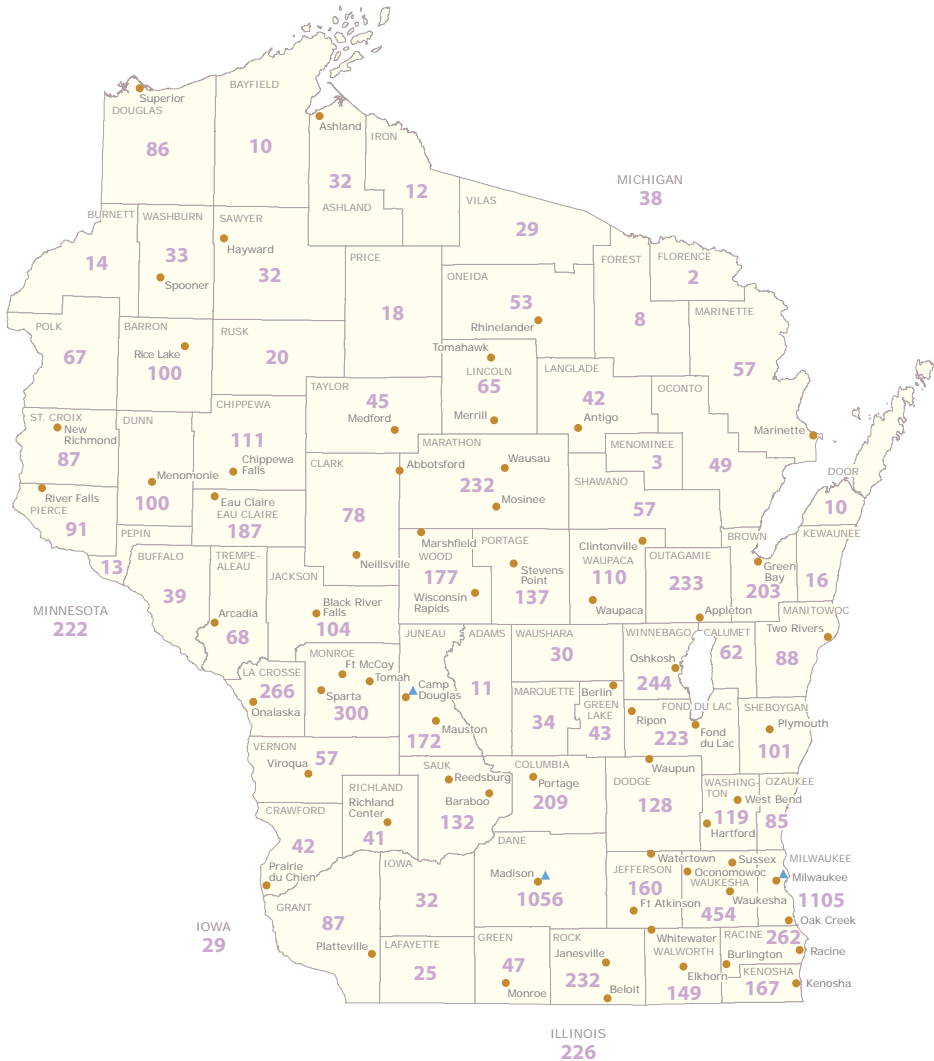 BAYFIELD
Superior
DOUGLAS
86
10
Ashland
IRON
32
12
ASHLAND
MICHIGAN
38
VILAS
29
BURNETT
14
WASHBURN
33
Spooner
SAWYER
Hayward
32
PRICE
18
ONEIDA
53
Rhinelander
FOREST
8
FLORENCE
2
MARINETTE
57
Marinette
POLK
67
BARRON
Rice Lake
100
RUSK
20
Tomahawk
LINCOLN
65
Merrill
LANGLADE
42
Antigo
OCONTO
49
TAYLOR
45
Medford
CHIPPEWA
111
Chippewa
Falls
ST. CROIX
New
Richmond
87
DUNN
Menomonie
100
MARATHON
Abbotsford
Wausau
232
Mosinee
MENOMINEE
3
SHAWANO
57
DOOR
10
CLARK
78
Neillsville
River Falls
PIERCE
91
Eau Claire
EAU CLAIRE
187
PEPIN
13
BUFFALO
39
TREMPE-
ALEAU
Arcadia
68
JACKSON
Black River
Falls
104
Marshfield
WOOD
177
Wisconsin
Rapids
PORTAGE
Stevens
Point
137
Clintonville
WAUPACA
110
Waupaca
OUTAGAMIE
233
Appleton
BROWN
Green
Bay
203
KEWAUNEE
16
MINNESOTA
222
MANITOWOC
Two Rivers
88
JUNEAU
Camp
Douglas
Mauston
172
ADAMS
11
WAUSHARA
30
WINNEBAGO
Oshkosh
244
CALUMET
62
LA CROSSE
266
Onalaska
MONROE
Ft McCoy
Tomah
Sparta
300
MARQUETTE
34
Berlin
GREEN
LAKE
43
Ripon
FOND DU LAC
223
Fond
du Lac
SHEBOYGAN
Plymouth
101
VERNON
57
Viroqua
SAUK
Reedsburg
Baraboo
132
COLUMBIA
Portage
209
Waupun
DODGE
128
WASHING-
TON
West Bend
119
Hartford
OZAUKEE
85
RICHLAND
Richland
Center
41
CRAWFORD
42
Prairie
du Chien
DANE
Madison
1056
IOWA
32
GRANT
87
Platteville
Watertown
JEFFERSON
160
Ft Atkinson
Sussex
Oconomowoc
WAUKESHA
Waukesha
454
MILWAUKEE
Milwaukee
1105
Oak Creek
IOWA
29
LAFAYETTE
25
GREEN
47
Monroe
ROCK
Janesville
232
Beloit
Whitewater
WALWORTH
Elkhorn
149
RACINE
262
Burlington
Racine
KENOSHA
167
Kenosha
ILLINOIS
226